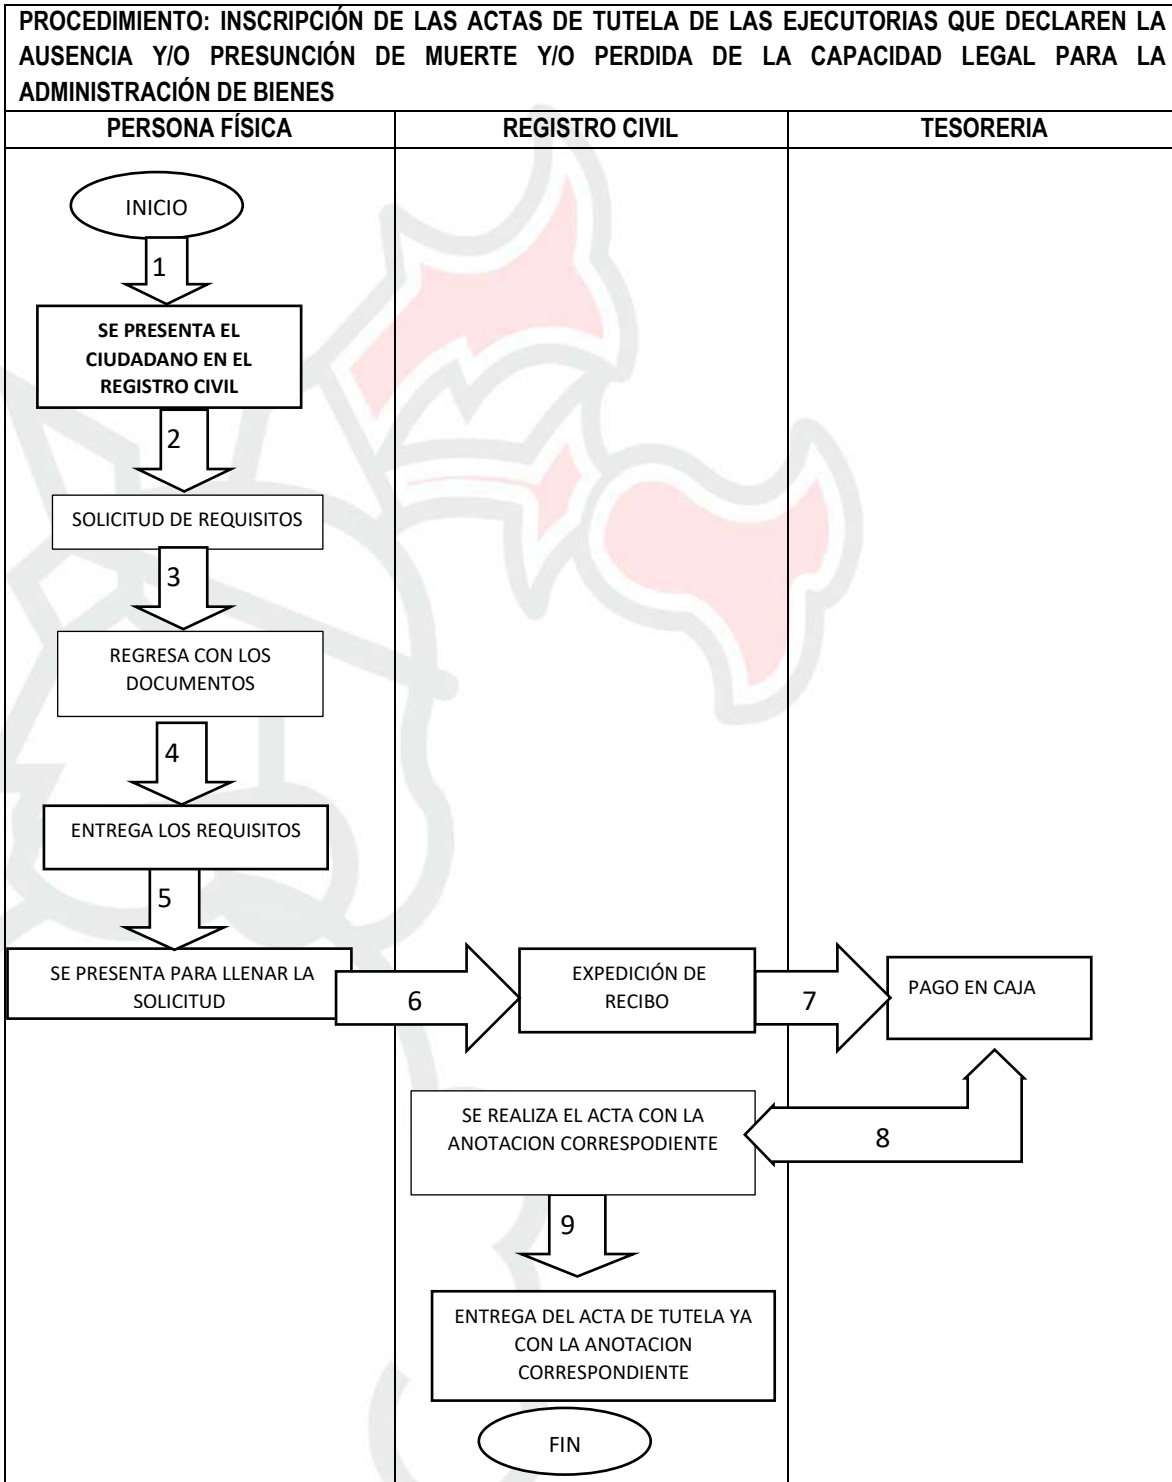 PROCEDIMIENTO: INSCRIPCIÓN DE LAS ACTAS DE TUTELA DE LAS EJECUTORIAS QUE DECLAREN LA
AUSENCIA Y/O PRESUNCIÓN DE MUERTE Y/O PERDIDA DE LA CAPACIDAD LEGAL PARA LA
ADMINISTRACIÓN DE BIENES
PERSONA FÍSICA
REGISTRO CIVIL
TESORERIA
INICIO
1
SE PRESENTA EL
CIUDADANO EN EL
REGISTRO CIVIL
2
SOLICITUD DE REQUISITOS
3
REGRESA CON LOS
DOCUMENTOS
4
ENTREGA LOS REQUISITOS
5
SE PRESENTA PARA LLENAR LA
SOLICITUD
6
EXPEDICIÓN DE
RECIBO
7
PAGO EN CAJA
8
SE REALIZA EL ACTA CON LA
ANOTACION CORRESPODIENTE
9
ENTREGA DEL ACTA DE TUTELA YA
CON LA ANOTACION
CORRESPONDIENTE
FIN